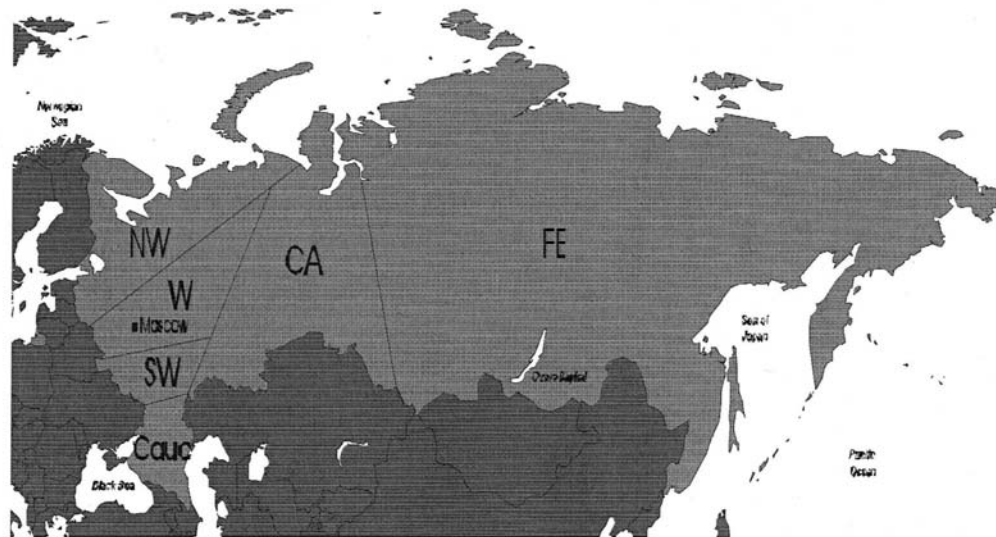 Norwegian
Sea
NW
CA
FE
W
Moscow
Sea of
Japan
SW
Cauc
Black Sea
Pacific
Ocean